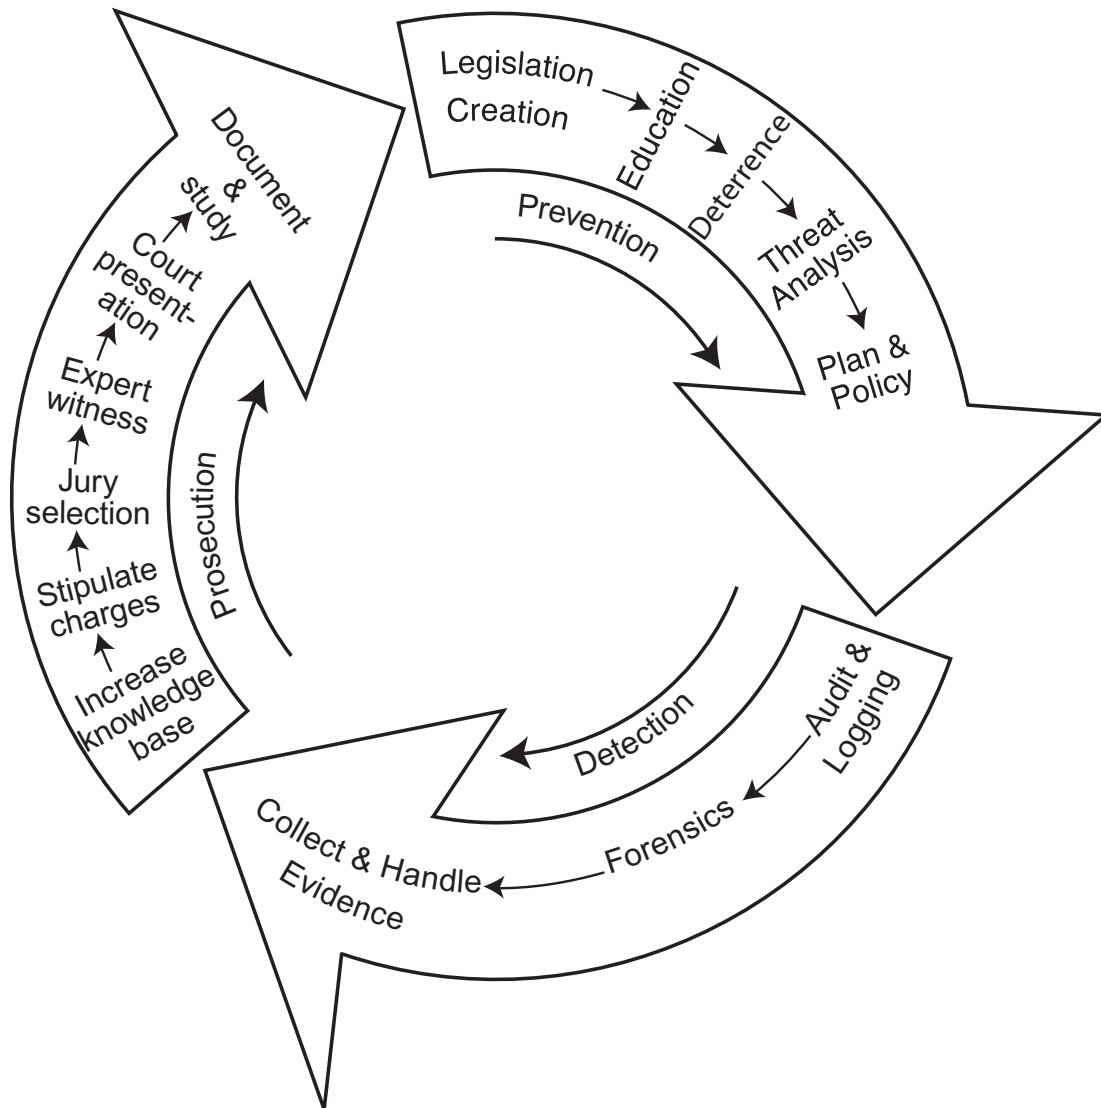 Legislation
Creation
Education
Deterrence
Threat
Analysis
Plan &
Policy
Prevention
Audit &
Logging
Forensics
Collect & Handle
Evidence
Detection
Increase
knowledge
base
Stipulate
charges
Jury
selection
Expert
witness
Court
present-
ation
Document
&
study
Prosecution